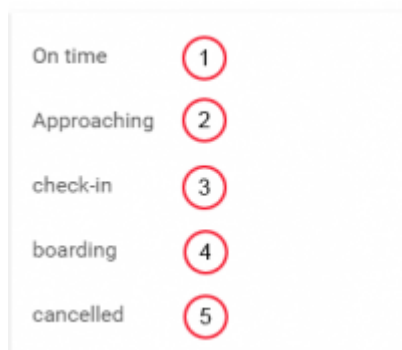 On time 1
Approaching 2
check-in 3
boarding 4
cancelled 5